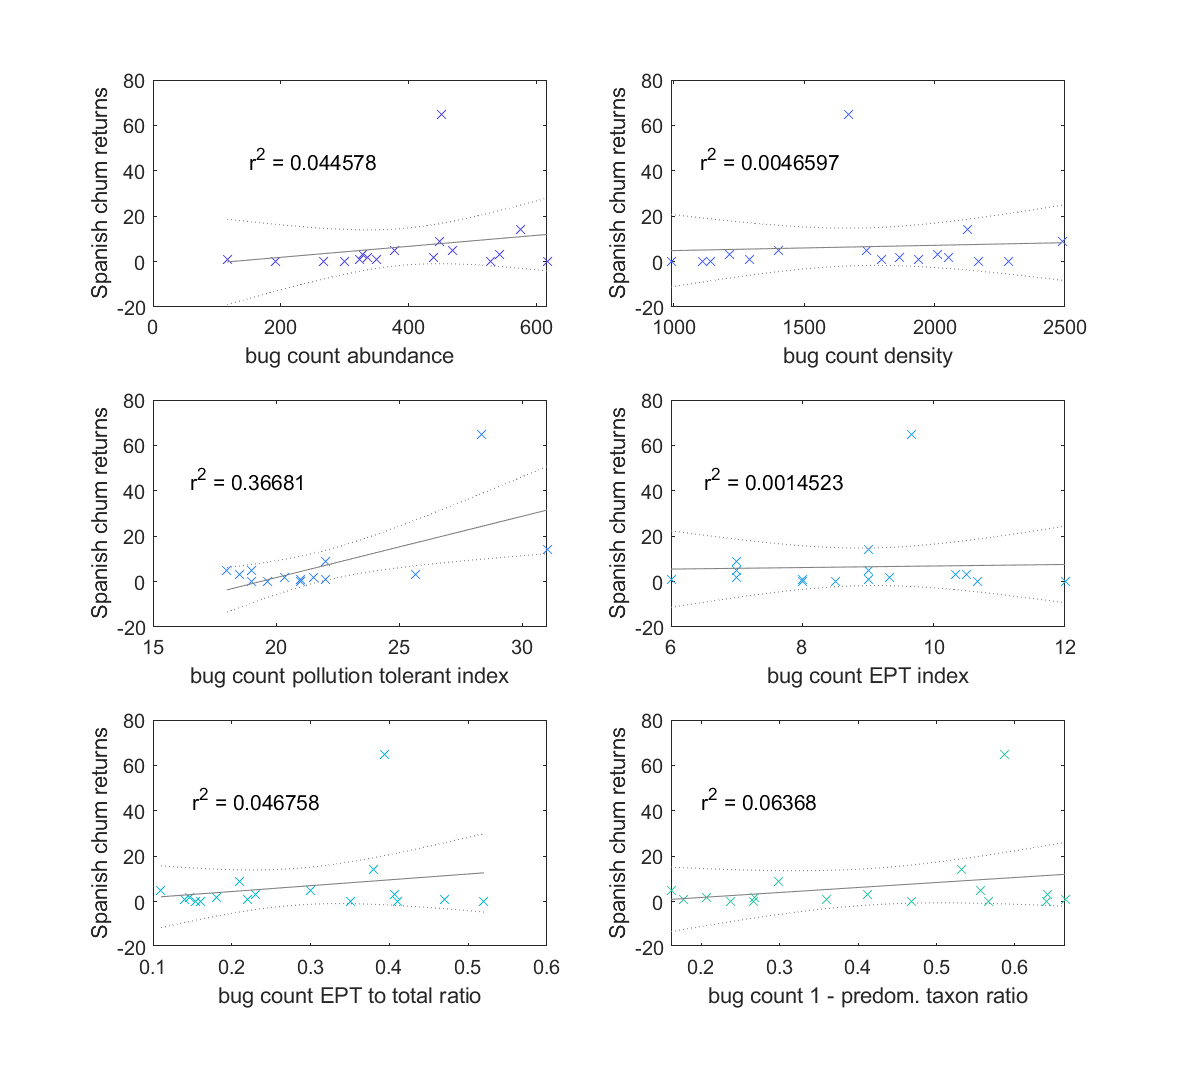 80
60
40
20
0
-20
Spanish chum returns
r2 = 0.044578
0 200 400 600
bug count abundance
80
60
40
20
0
-20
Spanish chum returns
r2 = 0.0046597
1000 1500 2000 2500
bug count density
80
60
40
20
0
-20
Spanish chum returns
r2 = 0.36681
15 20 25 30
bug count pollution tolerant index
80
60
40
20
0
-20
Spanish chum returns
r2 = 0.0014523
6 8 10 12
bug count EPT index
80
60
40
20
0
-20
Spanish chum returns
r2 = 0.046758
0.1 0.2 0.3 0.4 0.5 0.6
bug count EPT to total ratio
80
60
40
20
0
-20
Spanish chum returns
r2 = 0.06368
0.2 0.3 0.4 0.5 0.6
bug count 1 - predom. taxon ratio